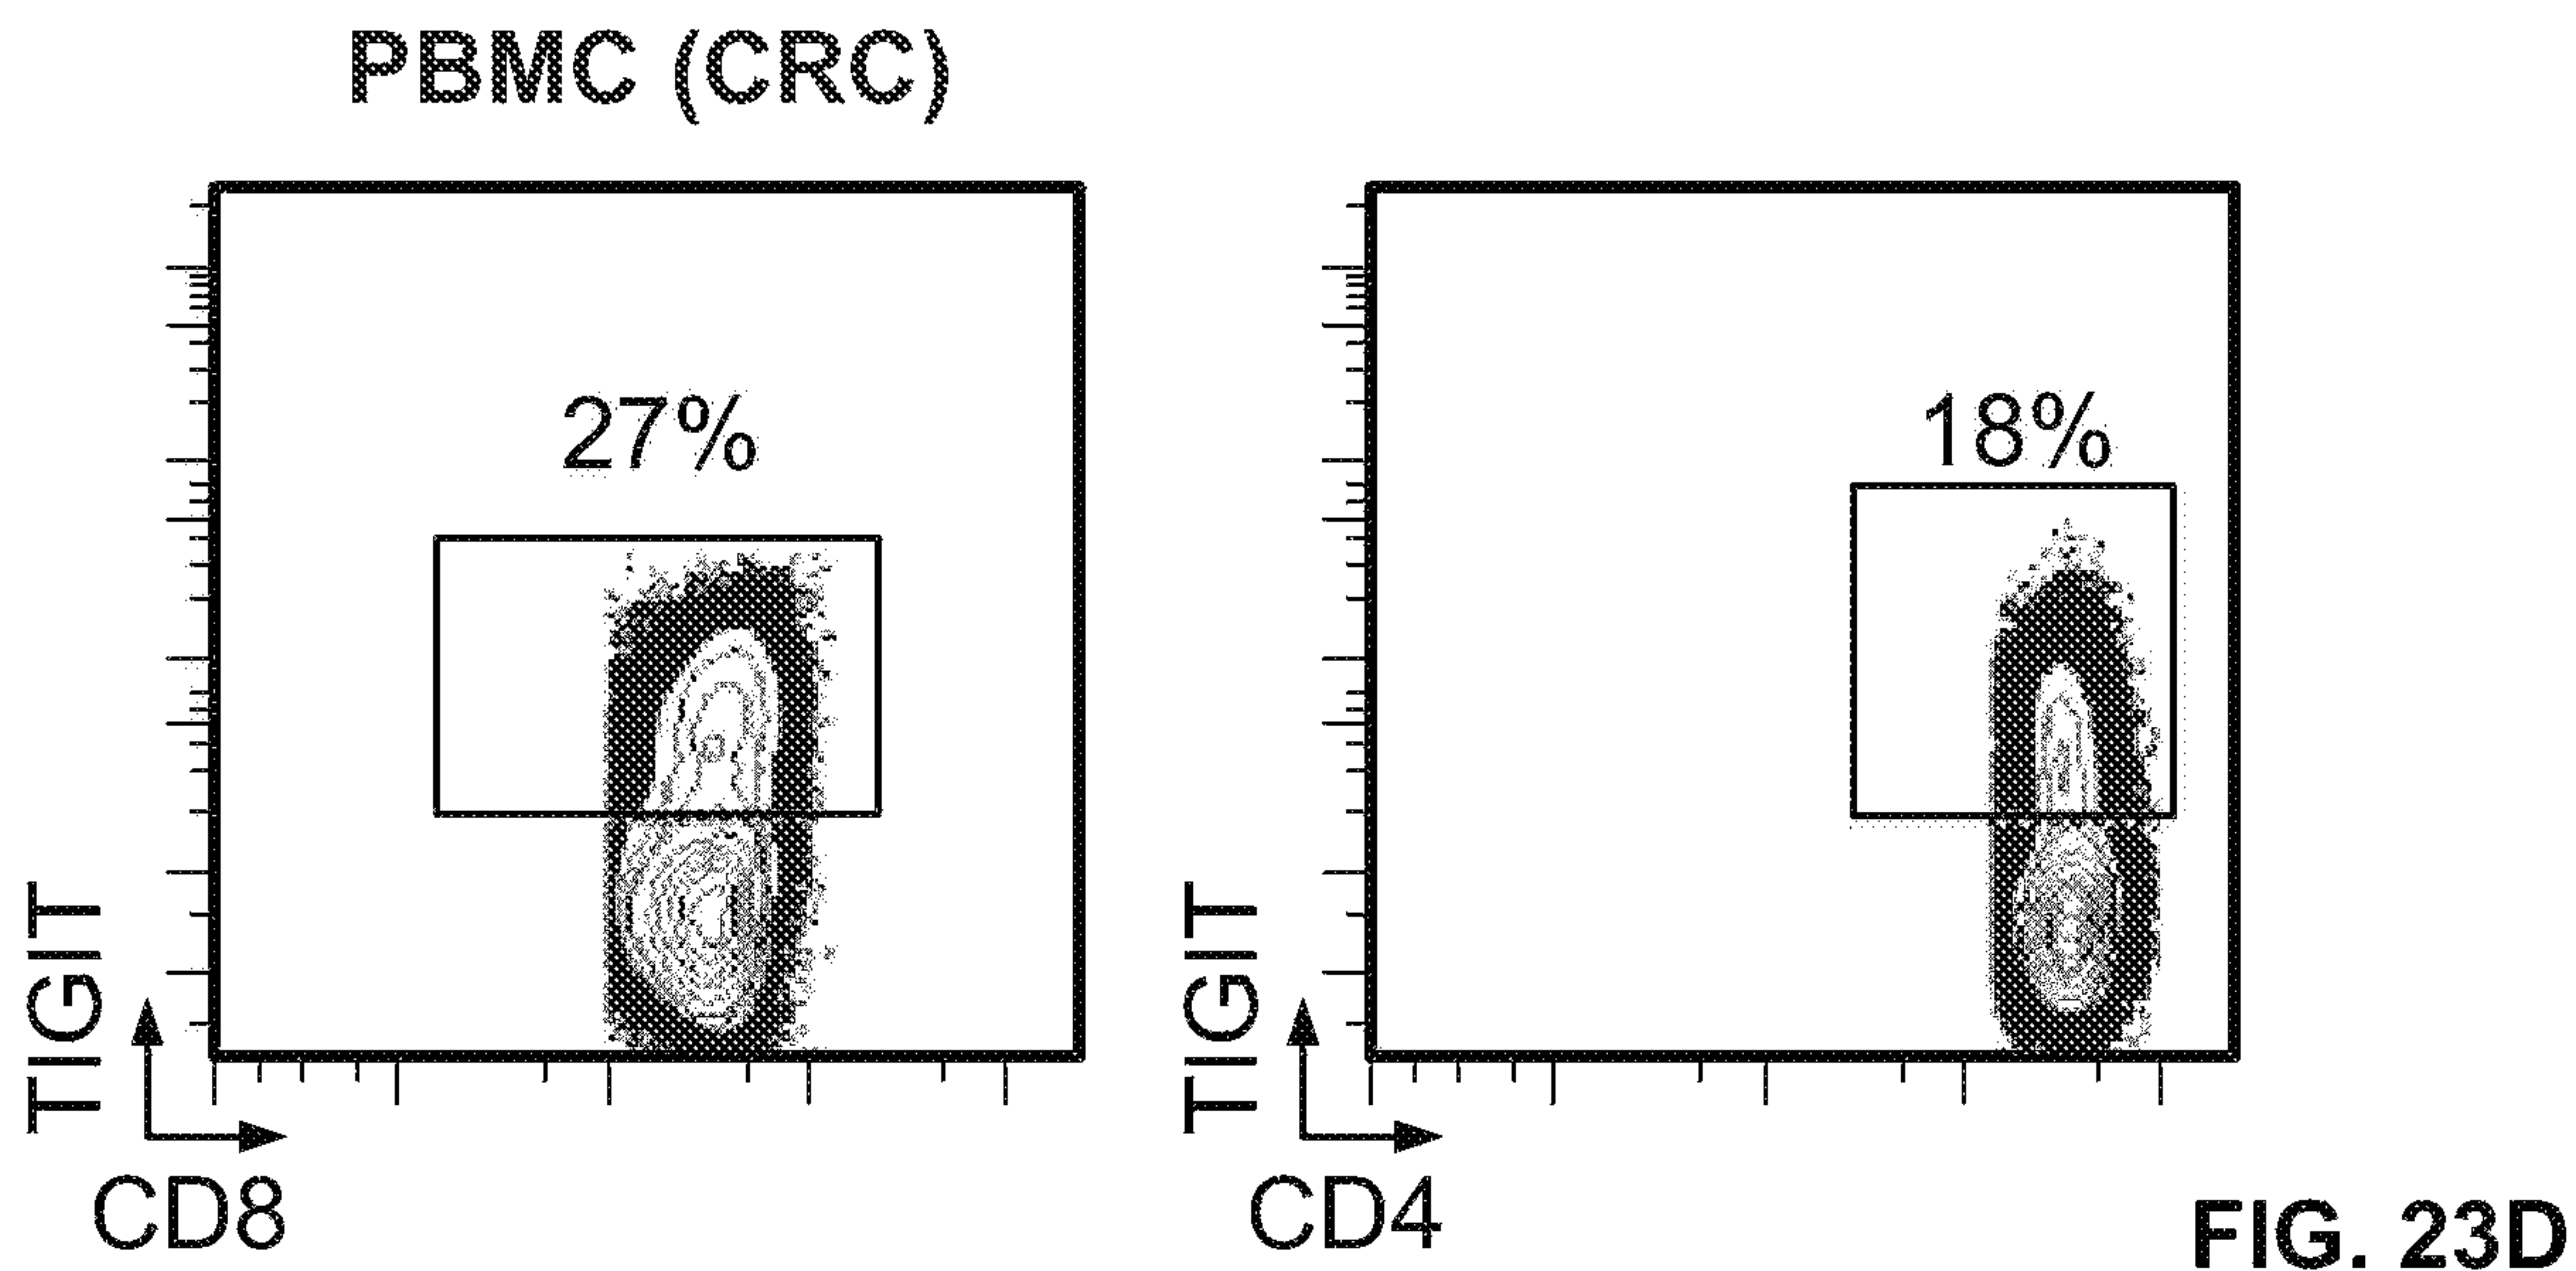 PBMC (CRC)
27%
18%
TIGIT
CD8
TIGIT
CD4
FIG. 23D